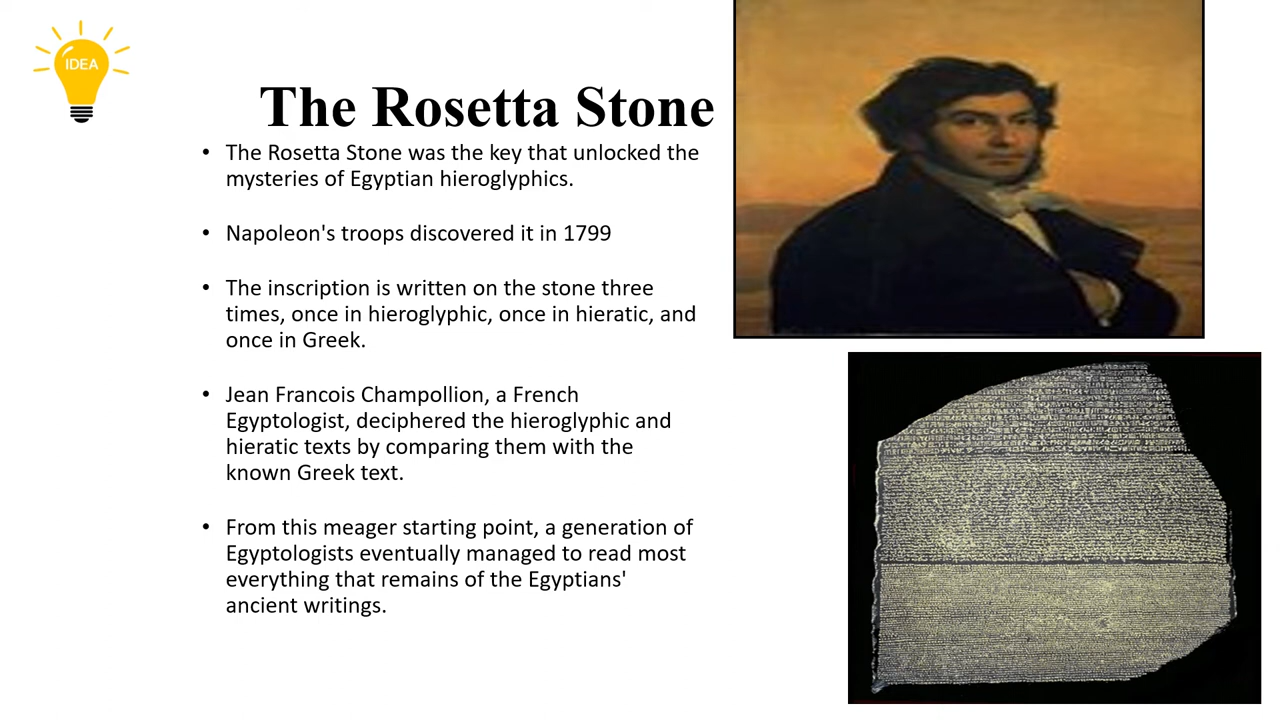 IDEA
The Rosetta Stone
• The Rosetta Stone was the key that unlocked the
mysteries of Egyptian hieroglyphics.
• Napoleon's troops discovered it in 1799
• The inscription is written on the stone three
times, once in hieroglyphic, once in hieratic, and
once in Greek.
• Jean Francois Champollion, a French
Egyptologist, deciphered the hieroglyphic and
hieratic texts by comparing them with the
known Greek text.
• From this meager starting point, a generation of
Egyptologists eventually managed to read most
everything that remains of the Egyptians'
ancient writings.